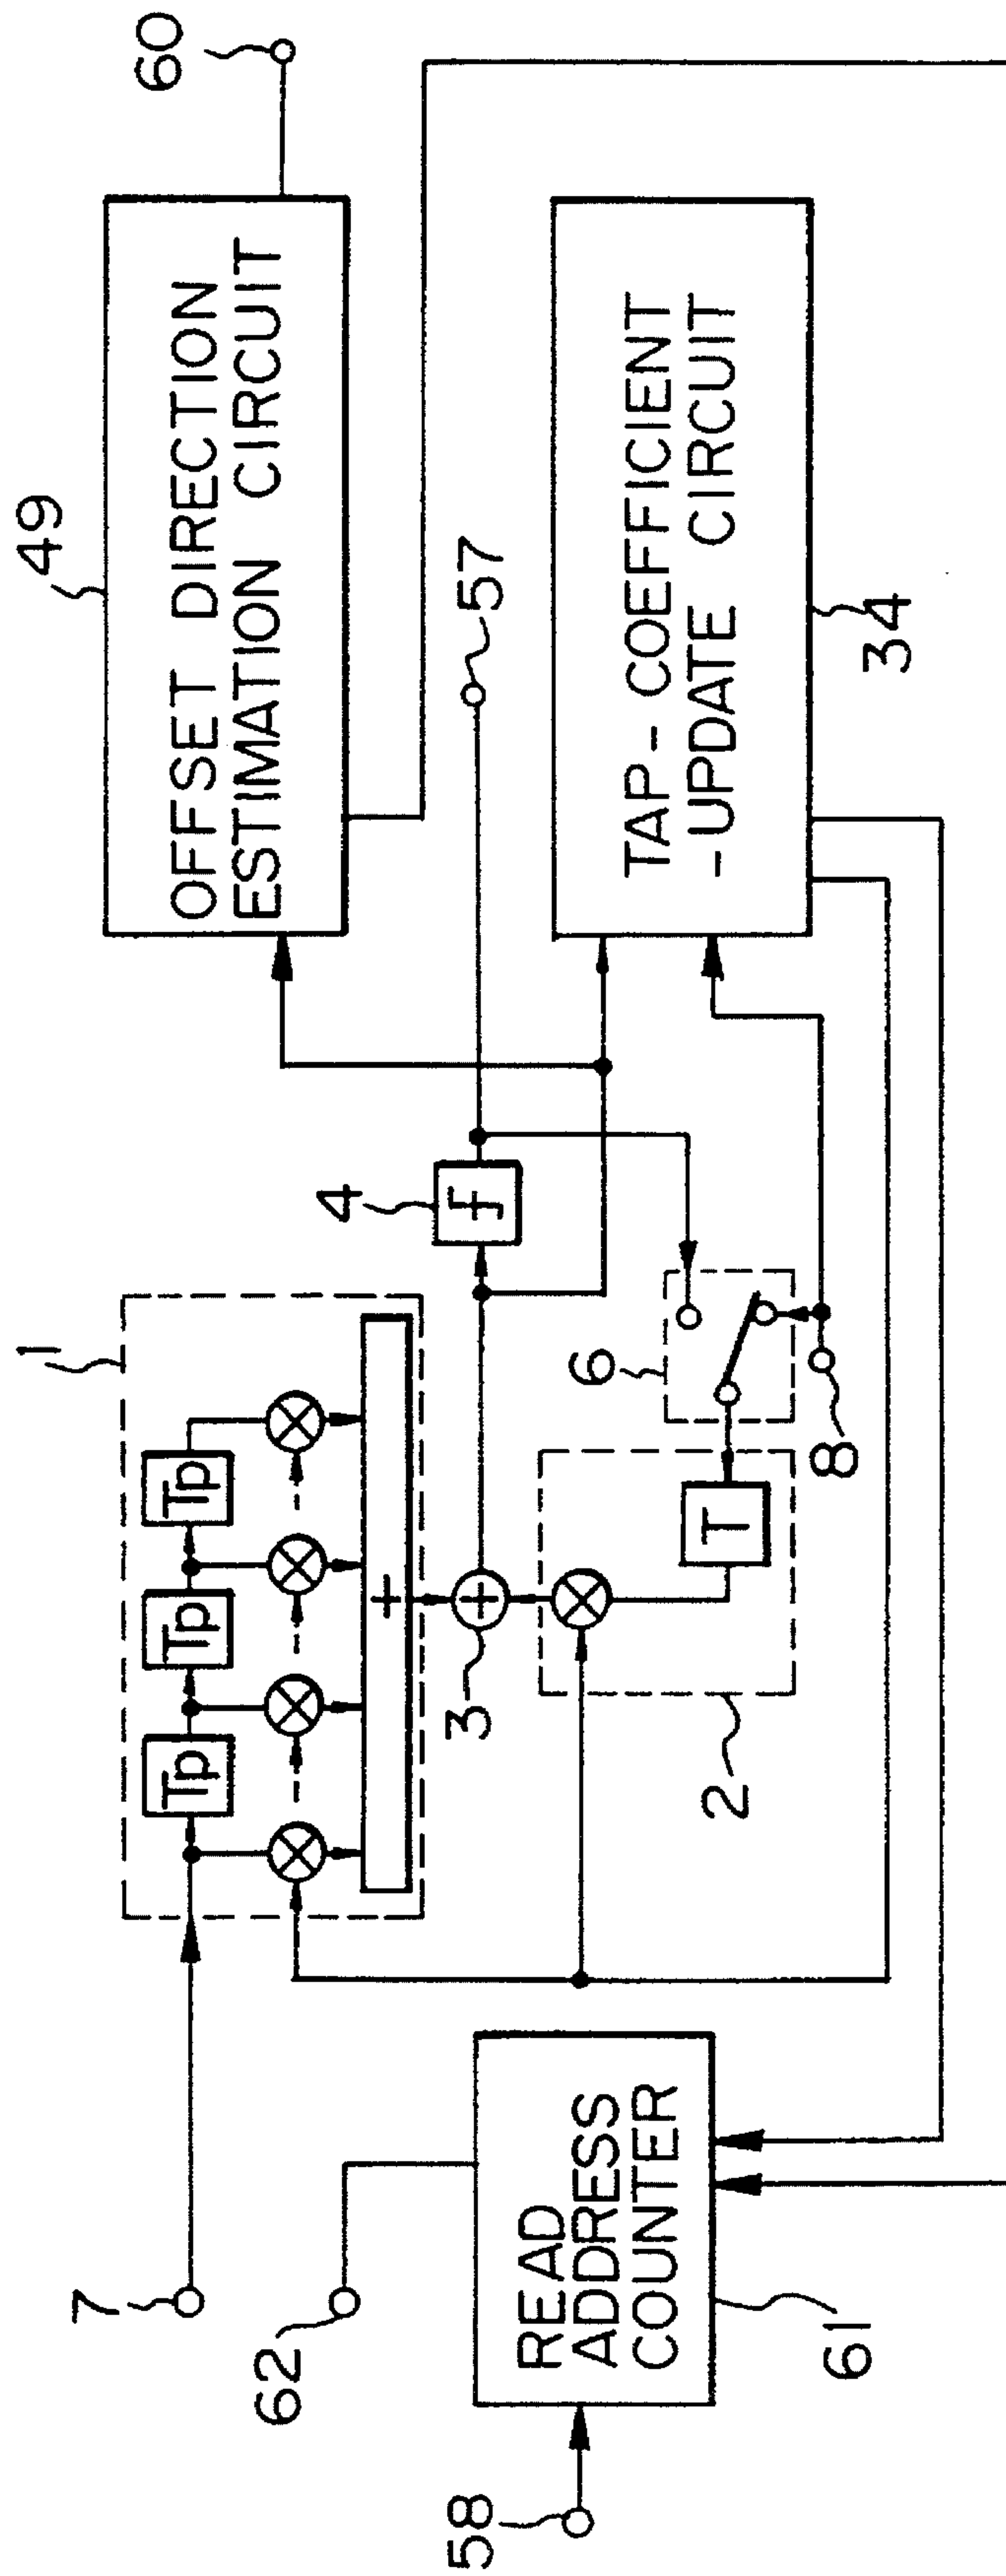 49
OFFSET DIRECTION
ESTIMATION CIRCUIT
60
1
Tp
Tp
Tp
+
4
57
7
62
3
+
6
T
2
8
TAP-COEFFICIENT
-UPDATE CIRCUIT
34
READ
ADDRESS
COUNTER
58
61